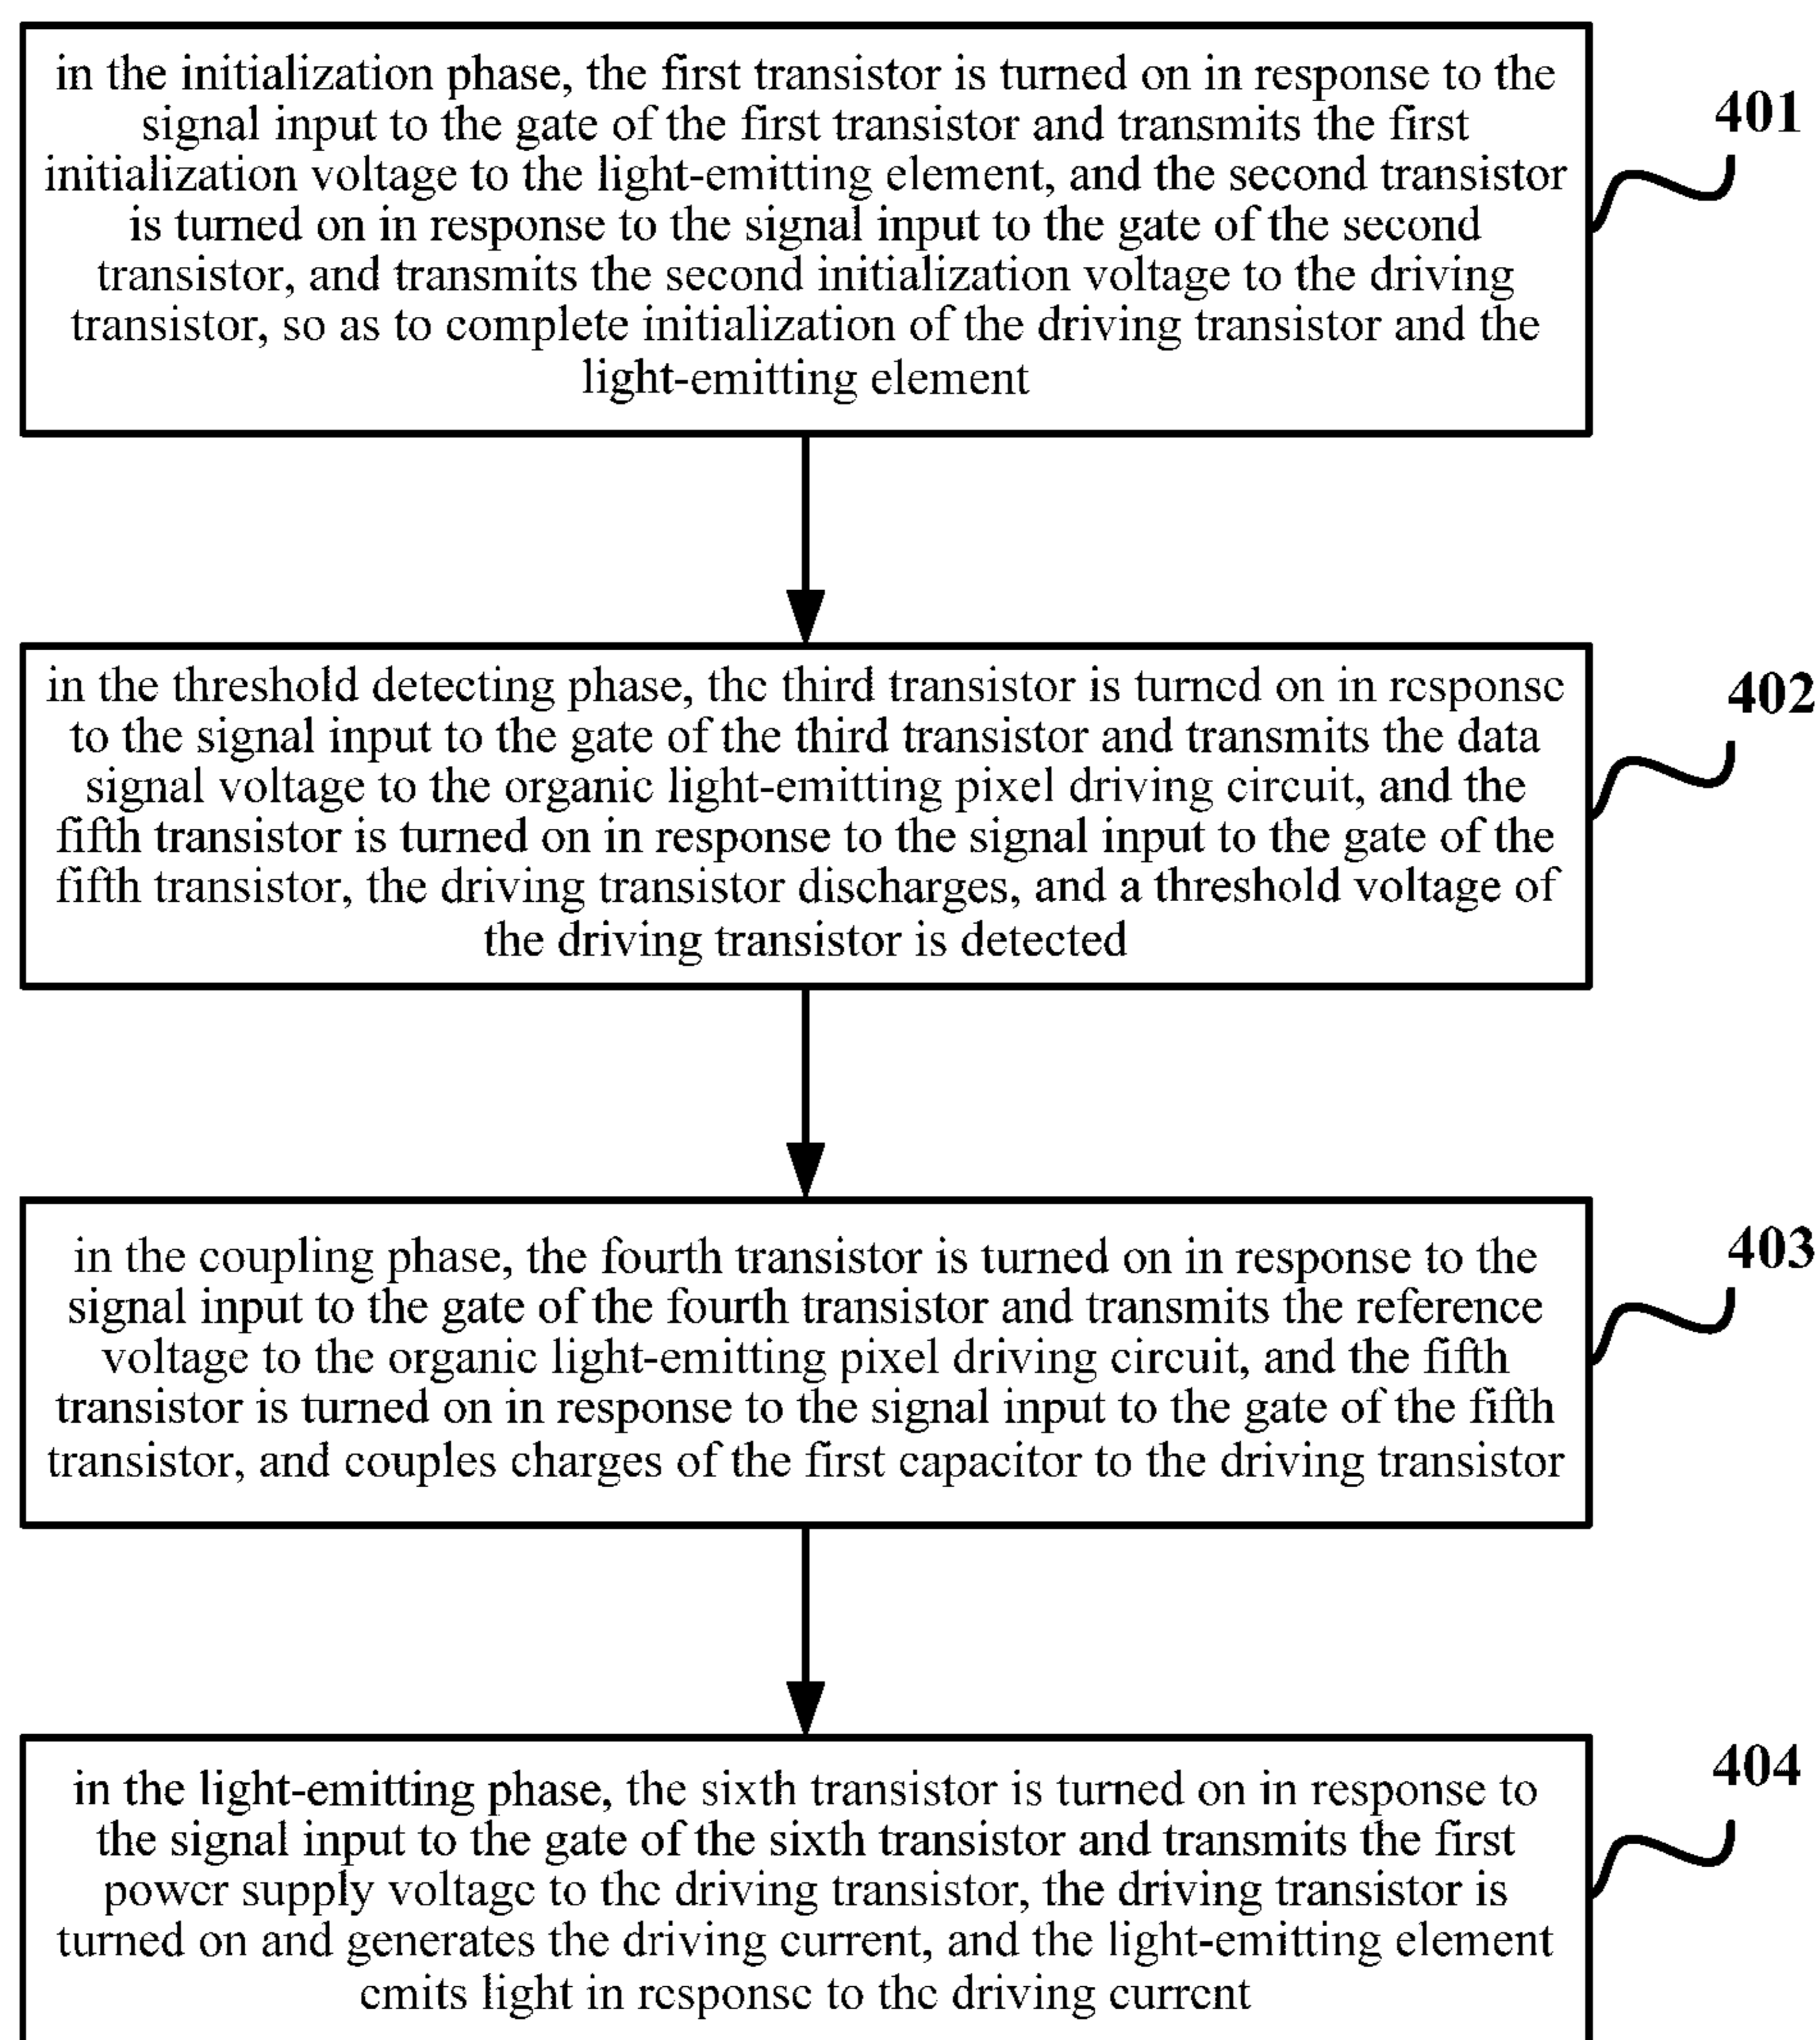 in the initialization phase, the first transistor is turned on in response to the
signal input to the gate of the first transistor and transmits the first
initialization voltage to the light-emitting element, and the second transistor
is turned on in response to the signal input to the gate of the second
transistor, and transmits the second initialization voltage to the driving
transistor, so as to complete initialization of the driving transistor and the
light-emitting element
401
in the threshold detecting phase, the third transistor is turned on in response
to the signal input to the gate of the third transistor and transmits the data
signal voltage to the organic light-emitting pixel driving circuit, and the
fifth transistor is turned on in response to the signal input to the gate of the
fifth transistor, the driving transistor discharges, and a threshold voltage of
the driving transistor is detected
402
in the coupling phase, the fourth transistor is turned on in response to the
signal input to the gate of the fourth transistor and transmits the reference
voltage to the organic light-emitting pixel driving circuit, and the fifth
transistor is turned on in response to the signal input to the gate of the fifth
transistor, and couples charges of the first capacitor to the driving transistor
403
in the light-emitting phase, the sixth transistor is turned on in response to
the signal input to the gate of the sixth transistor and transmits the first
power supply voltage to the driving transistor, the driving transistor is
turned on and generates the driving current, and the light-emitting element
emits light in response to the driving current
404